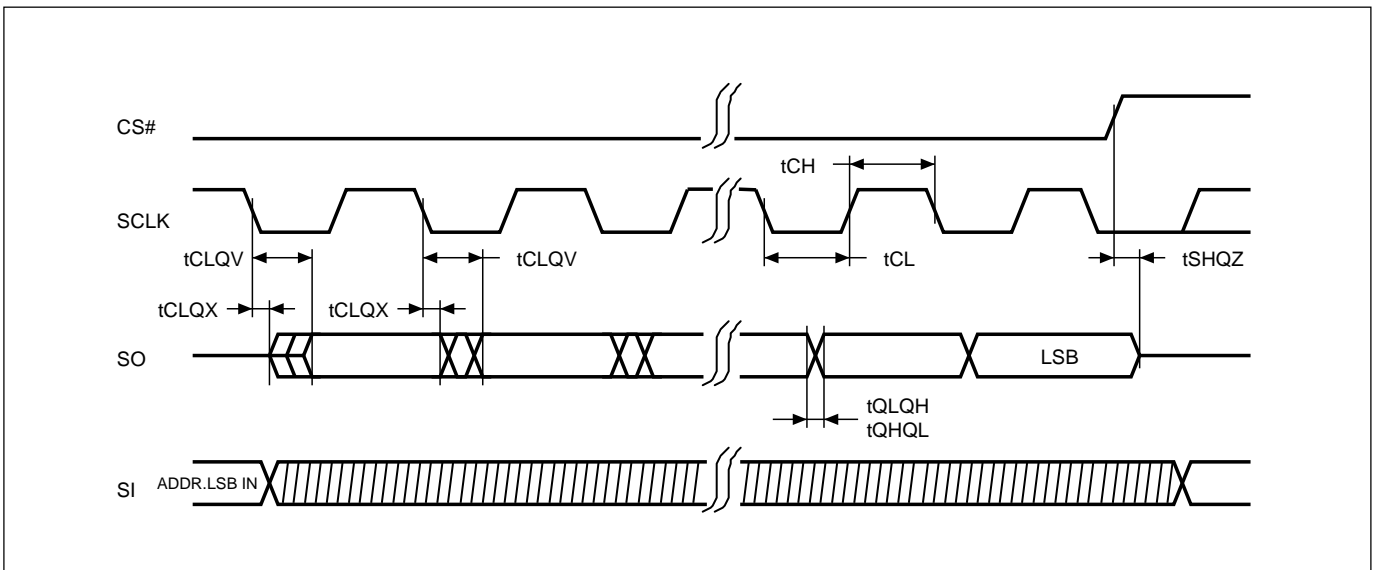 CS#
tCH
SCLK
tCLQV
tCLQV
tCL
tSHQZ
tCLQX
tCLQX
SO
LSB
tQLQH
tQHQL
SI
ADDR.LSB IN